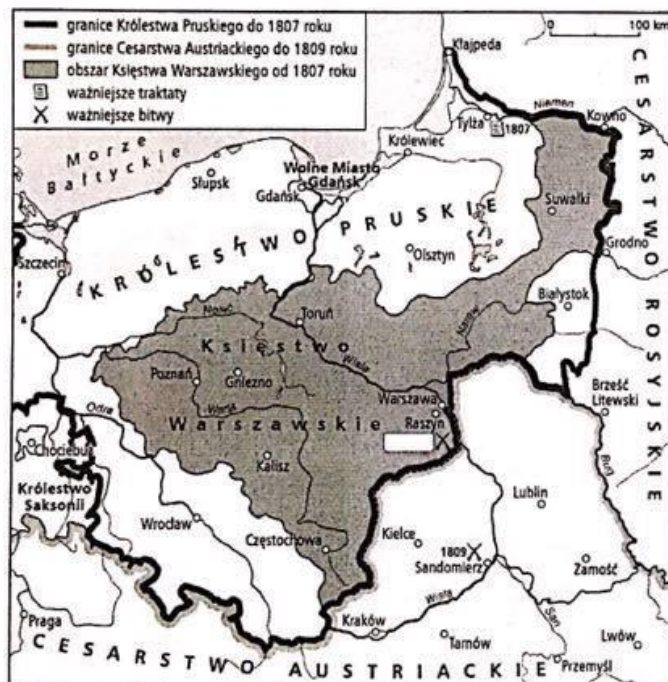 granice Królestwa Pruskiego do 1807 roku
granice Cesarstwa Austriackiego do 1809 roku
obszar Księstwa Warszawskiego od 1807 roku
ważniejsze traktaty
ważniejsze bitwy
0 100 km
Kłajpeda
CESARSTWO ROSYJSKIE
Niemen
Kowno
Tylża
1807
Morze
Bałtyckie
Królewiec
Wolne Miasto
Gdańsk
Słupsk
Gdańsk
Suwałki
KRÓLESTWO PRUSKIE
Szczecin
Olsztyn
Grodno
Białystok
Toruń
Noteć
Narew
Księstwo
Wisła
Poznań
Gniezno
Warszawa
Brześć
Litewski
Warta
Warszawskie
Raszyn
Odra
Bug
Chociebuż
Kalisz
Królestwo
Saksonii
Lublin
Wrocław
Kielce
Częstochowa
1809
Sandomierz
Zamość
Praga
Kraków
Wisła
San
Tarnów
Lwów
Przemyśl
CESARSTWO AUSTRIACKIE